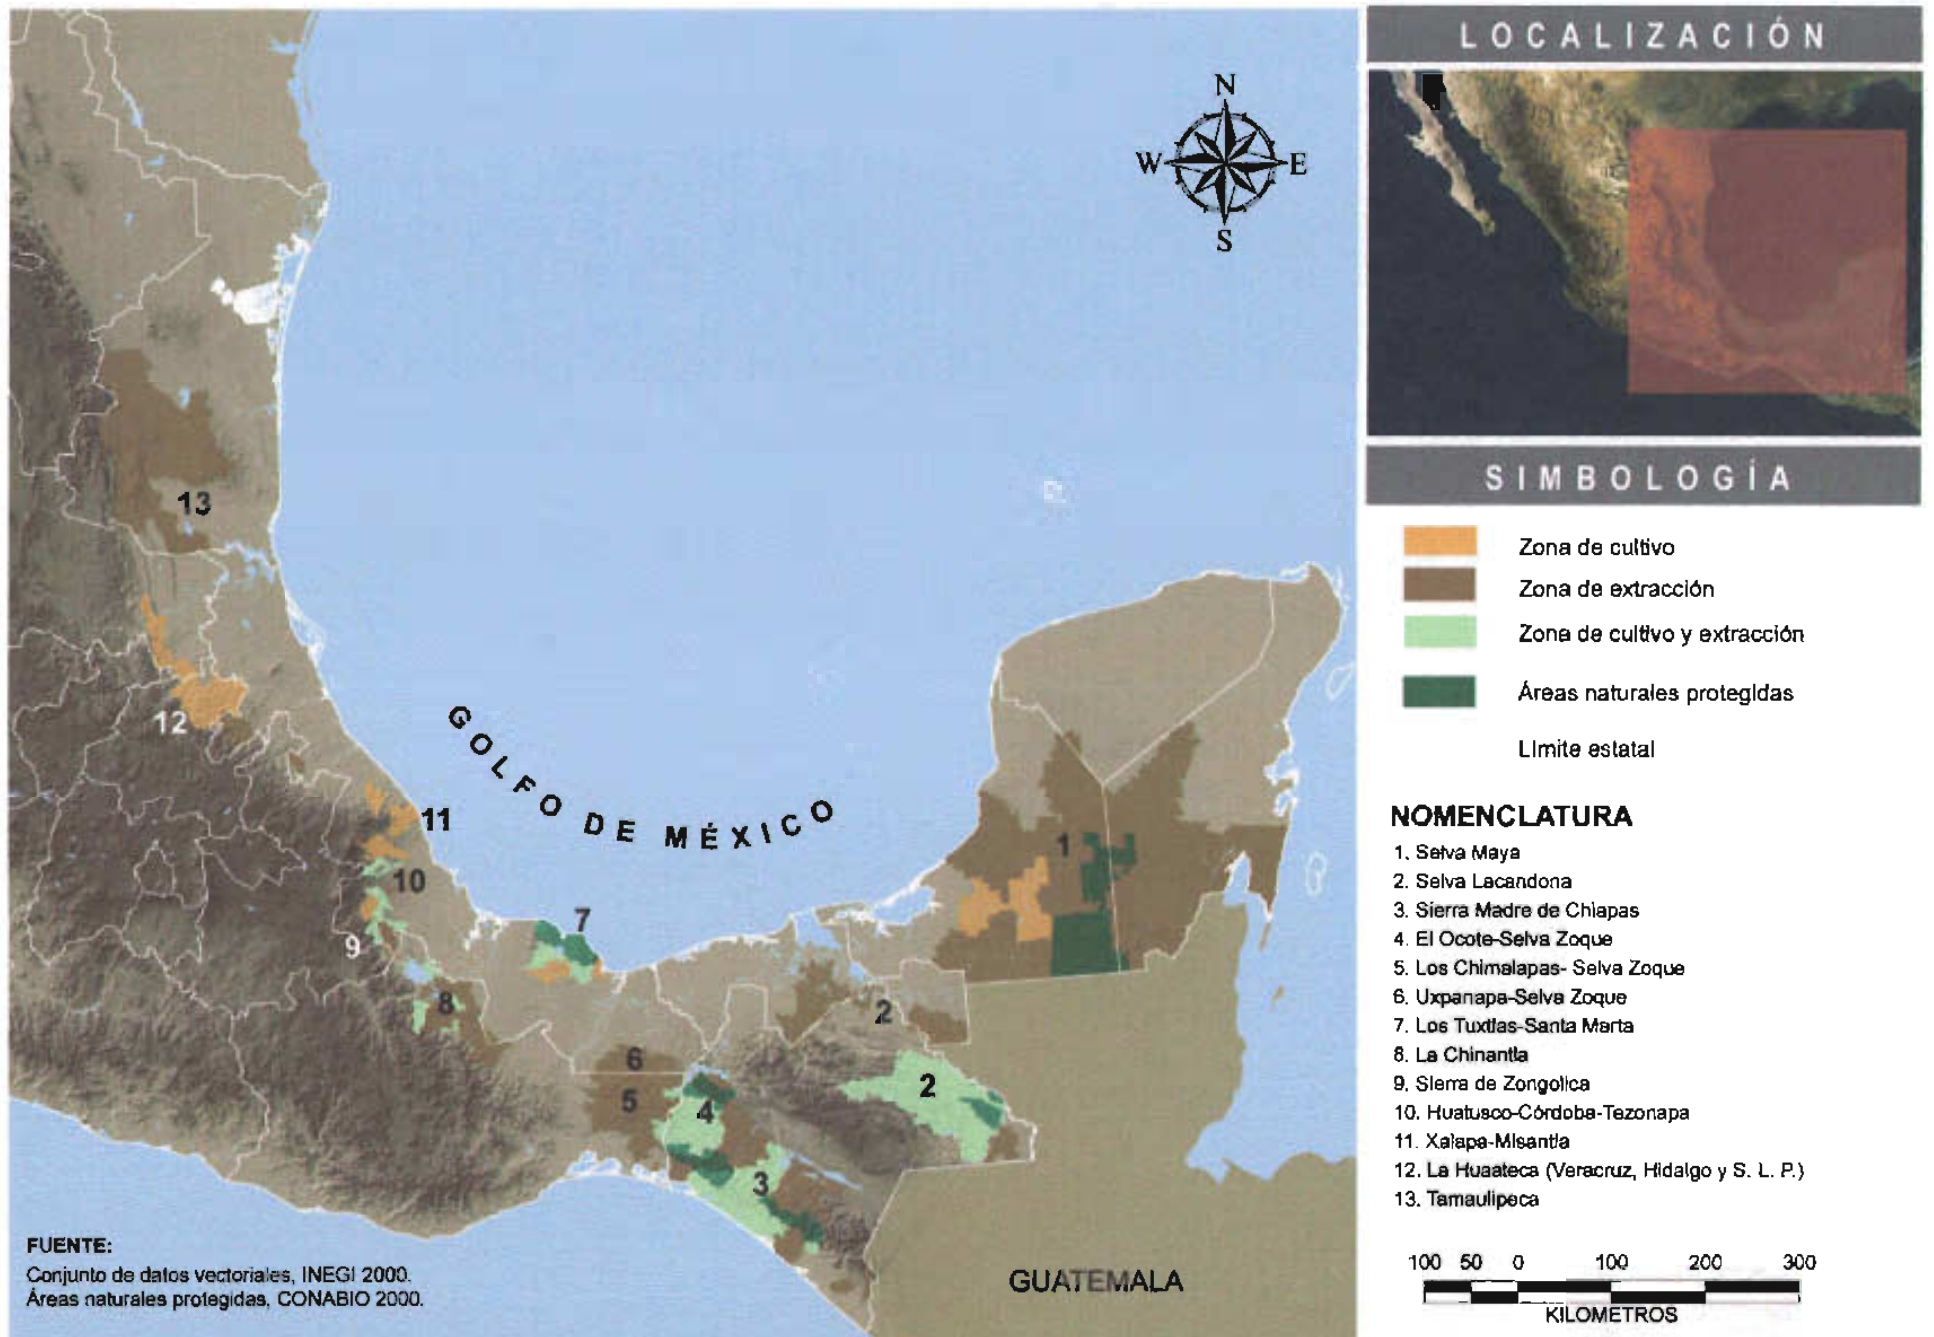 LOCALIZACIÓN
N
W
E
S
SIMBOLOGÍA
Zona de cultivo
Zona de extracción
Zona de cultivo y extracción
Áreas naturales protegidas
Límite estatal
NOMENCLATURA
1. Selva Maya
2. Selva Lacandona
3. Sierra Madre de Chiapas
4. El Ocote-Selva Zoque
5. Los Chimalapas- Selva Zoque
6. Uxpanapa-Selva Zoque
7. Los Tuxtlas-Santa Marta
8. La Chinantla
9. Sierra de Zongolica
10. Huatusco-Córdoba-Tezonapa
11. Xalapa-Misantla
12. La Huasteca (Veracruz, Hidalgo y S. L. P.)
13. Tamaulipeca
100 50 0 100 200 300
KILOMETROS
13
12
GOLFO DE MÉXICO
11
10
9
8
7
1
2
6
5
4
2
3
GUATEMALA
FUENTE:
Conjunto de datos vectoriales, INEGI 2000.
Áreas naturales protegidas, CONABIO 2000.